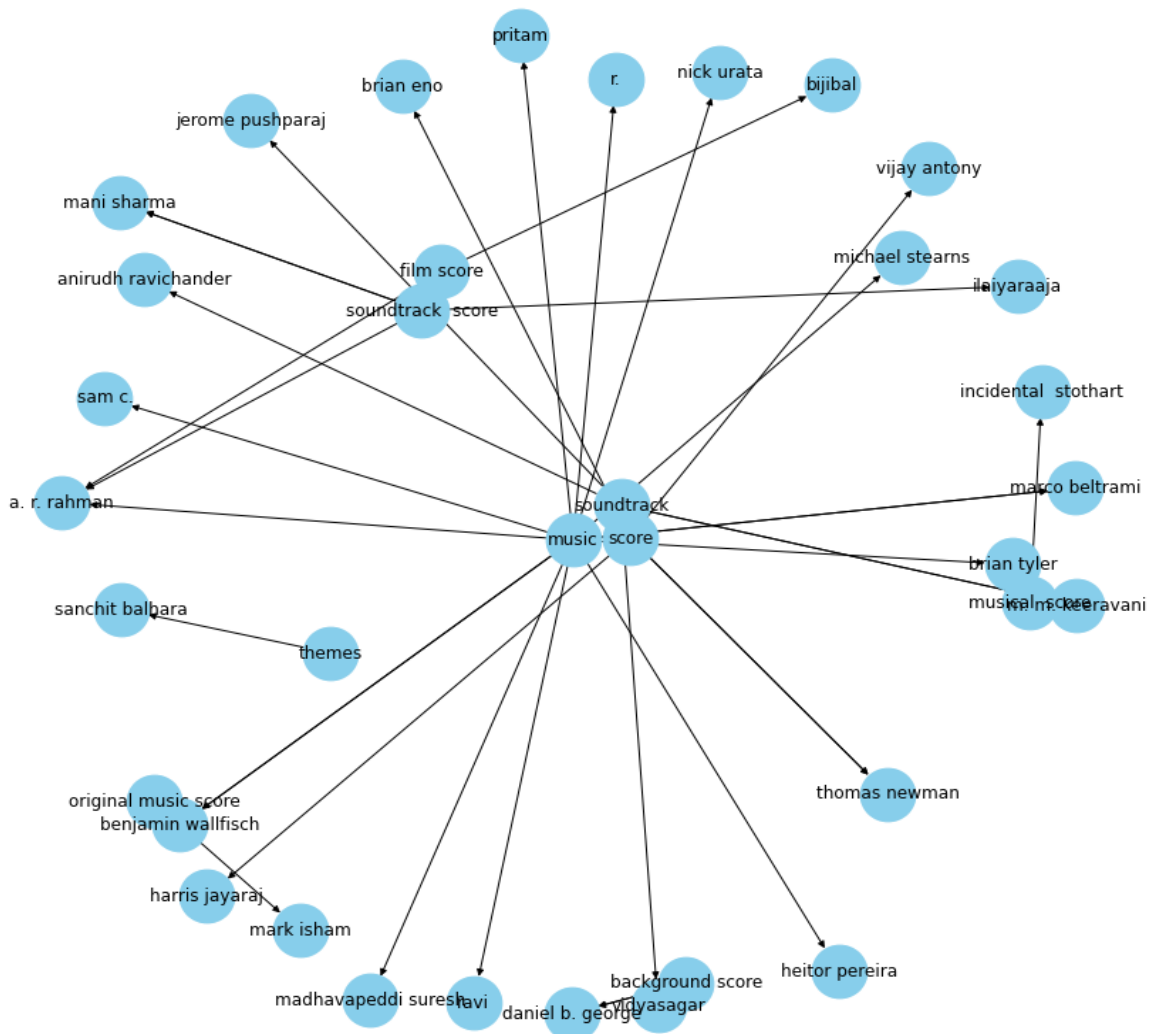 pritam
nick urata
r.
brian eno
bijibal
jerome pushparaj
vijay antony
mani sharma
michael stearns
film score
anirudh ravichander
ilaiyaraaja
soundtrack  score
incidental  stothart
sam c.
marco beltrami
a. r. rahman
soundtrack
music
score
brian tyler
musical  score
m. m. keeravani
sanchit balhara
themes
thomas newman
original music score
benjamin wallfisch
harris jayaraj
mark isham
heitor pereira
background score
madhavapeddi suresh
ravi
vidyasagar
daniel b. george